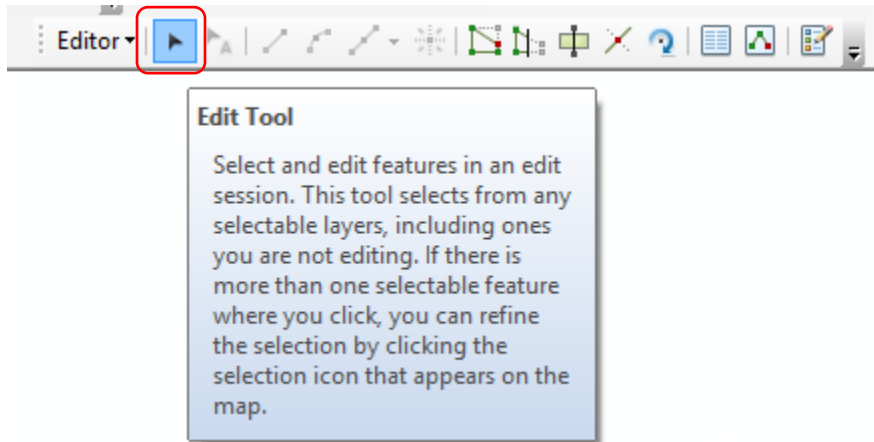 Editor
A
Edit Tool
Select and edit features in an edit
session. This tool selects from any
selectable layers, including ones
you are not editing. If there is
more than one selectable feature
where you click, you can refine
the selection by clicking the
selection icon that appears on the
map.